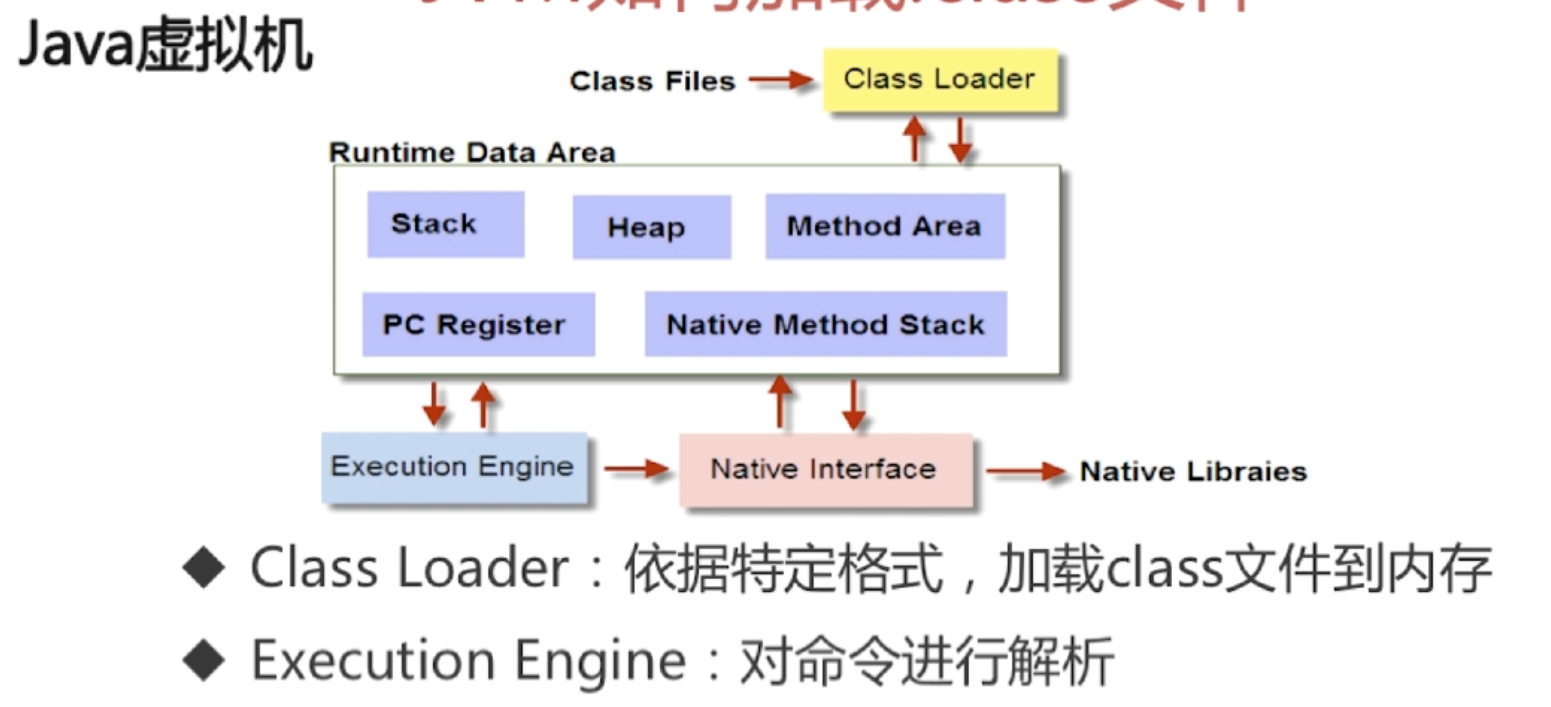 Java虚拟机
Class Files
Class Loader
Runtime Data Area
Stack
Heap
Method Area
PC Register
Native Method Stack
Execution Engine
Native Interface
Native Libraies
◆ Class Loader：依据特定格式，加载class文件到内存
◆ Execution Engine：对命令进行解析